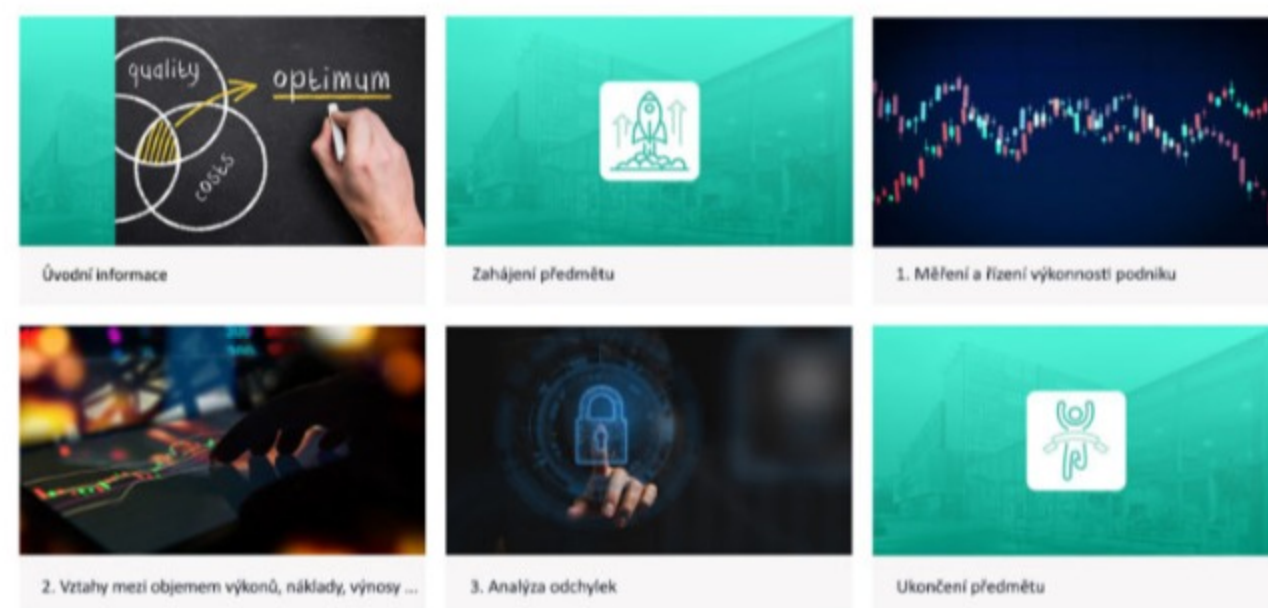 quality
optimum
costs
Úvodní informace
Zahájení předmětu
1. Měření a řízení výkonnosti podniku
2. Vztahy mezi objemem výkonů, náklady, výnosy ...
3. Analýza odchylek
Ukončení předmětu